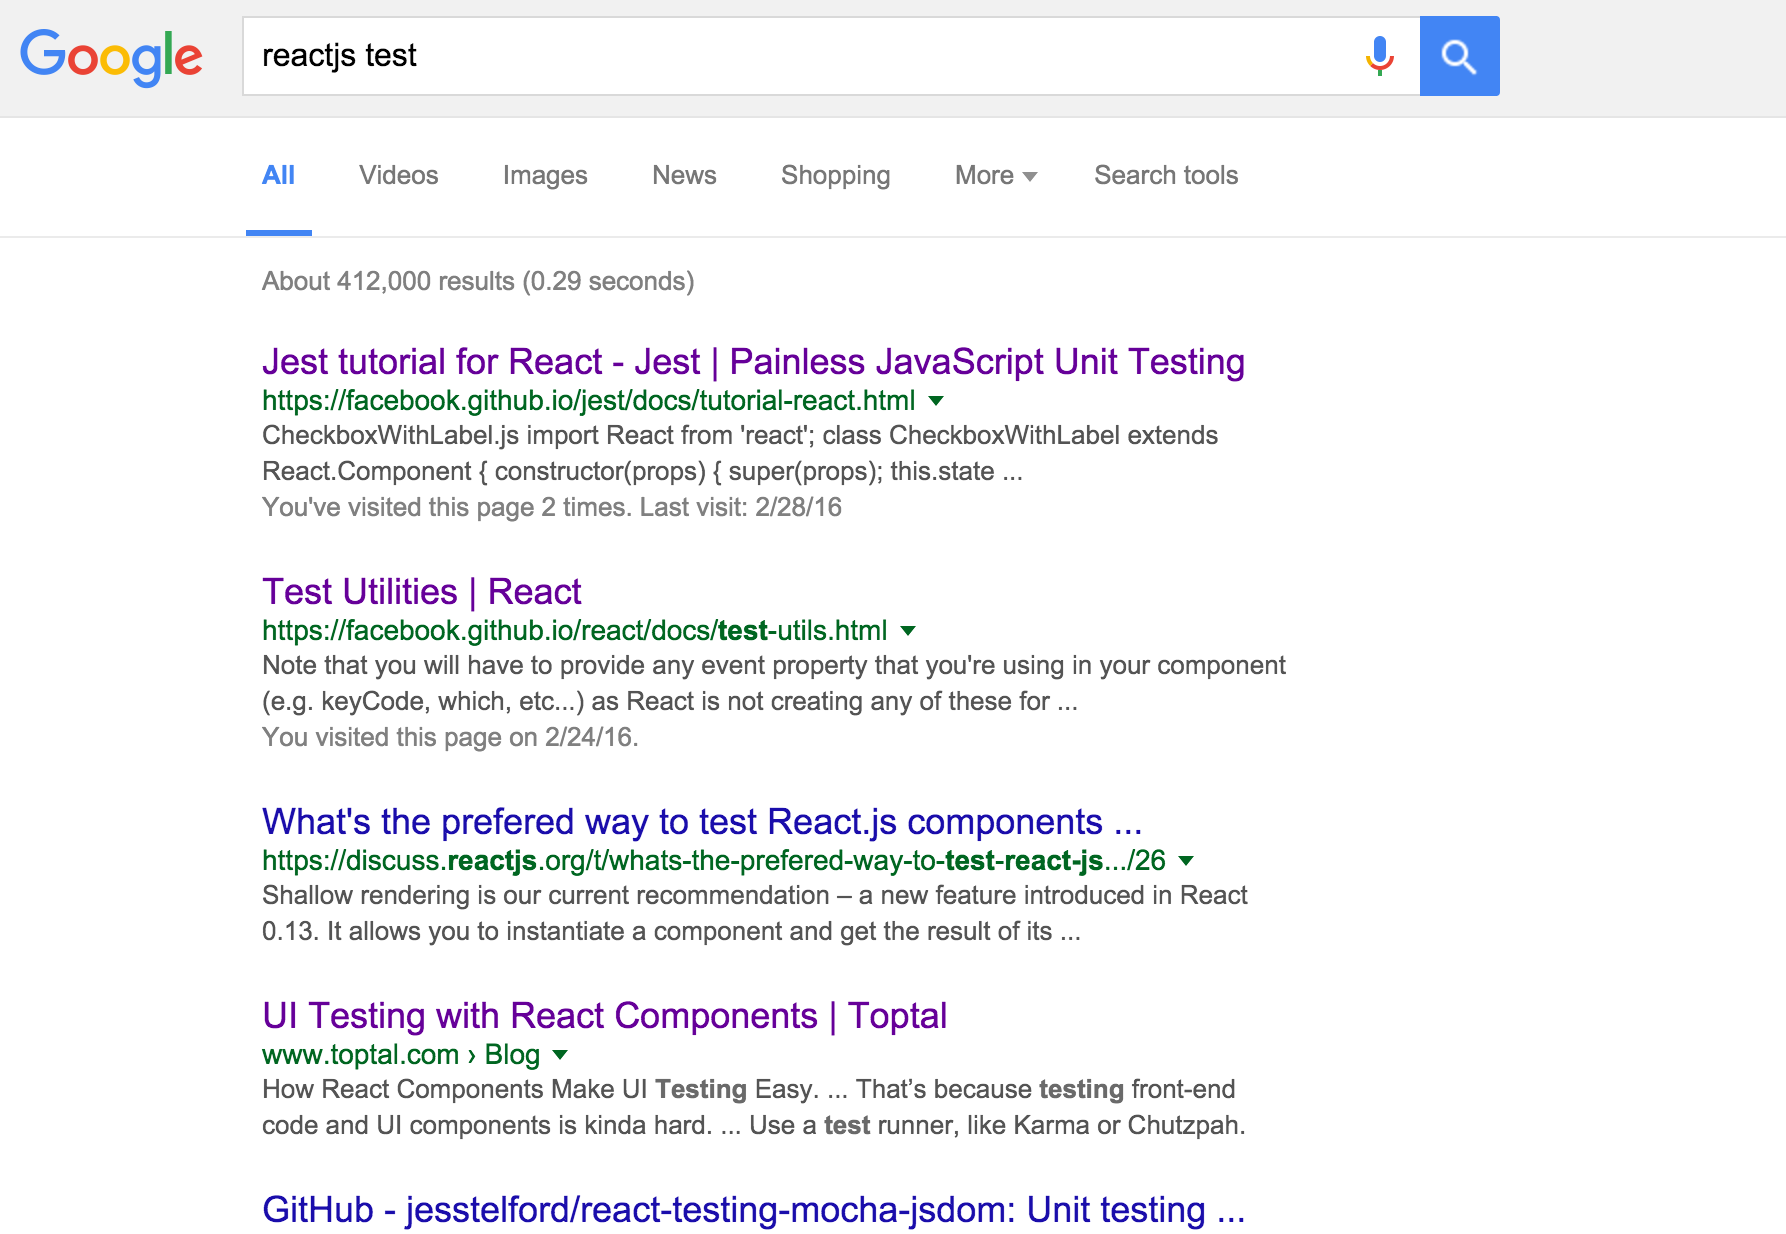 Google reactjs test
All Videos Images News Shopping More Search tools
About 412,000 results (0.29 seconds)
Jest tutorial for React - Jest | Painless JavaScript Unit Testing
https://facebook.github.io/jest/docs/tutorial-react.html
CheckboxWithLabel.js import React from 'react'; class CheckboxWithLabel extends
React.Component { constructor(props) { super(props); this.state ...
You've visited this page 2 times. Last visit: 2/28/16
Test Utilities | React
https://facebook.github.io/react/docs/test-utils.html
Note that you will have to provide any event property that you're using in your component
(e.g. keyCode, which, etc...) as React is not creating any of these for ...
You visited this page on 2/24/16.
What's the prefered way to test React.js components ...
https://discuss.reactjs.org/t/whats-the-prefered-way-to-test-react-js.../26
Shallow rendering is our current recommendation – a new feature introduced in React
0.13. It allows you to instantiate a component and get the result of its ...
UI Testing with React Components | Toptal
www.toptal.com › Blog
How React Components Make UI Testing Easy. ... That’s because testing front-end
code and UI components is kinda hard. ... Use a test runner, like Karma or Chutzpah.
GitHub - jesstelford/react-testing-mocha-jsdom: Unit testing ...